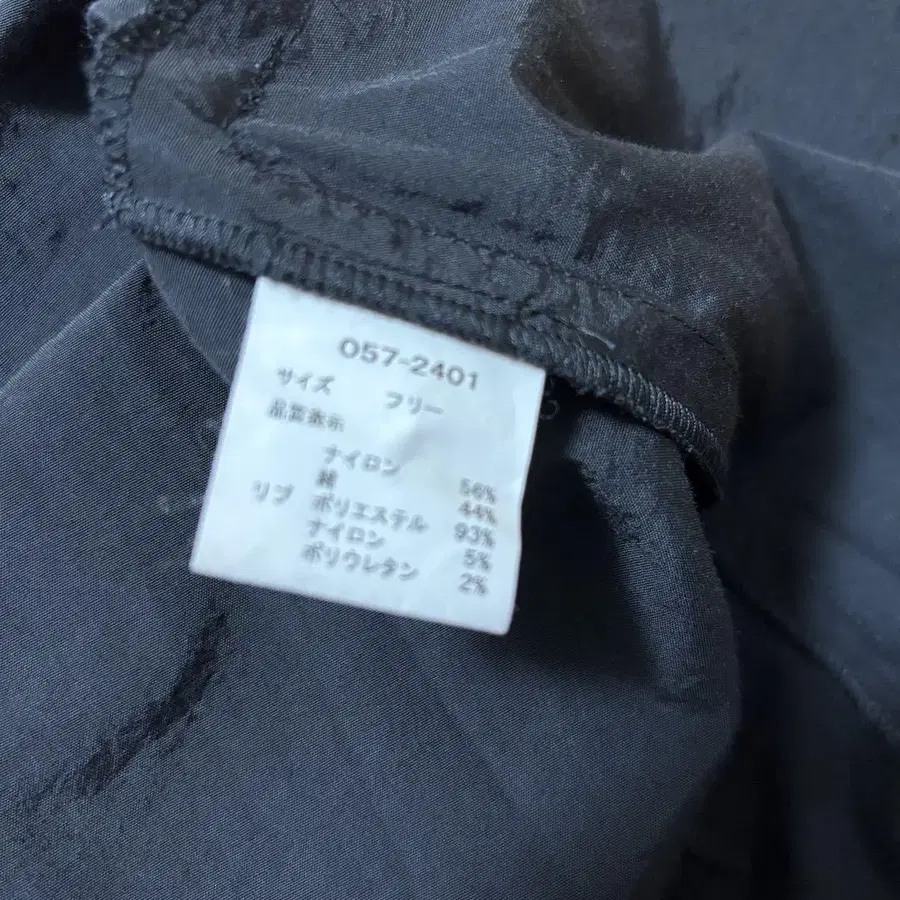 057-2401
サイズ フリー
品質表示
ナイロン 56%
綿 44%
リブ ポリエステル 93%
ナイロン 5%
ポリウレタン 2%